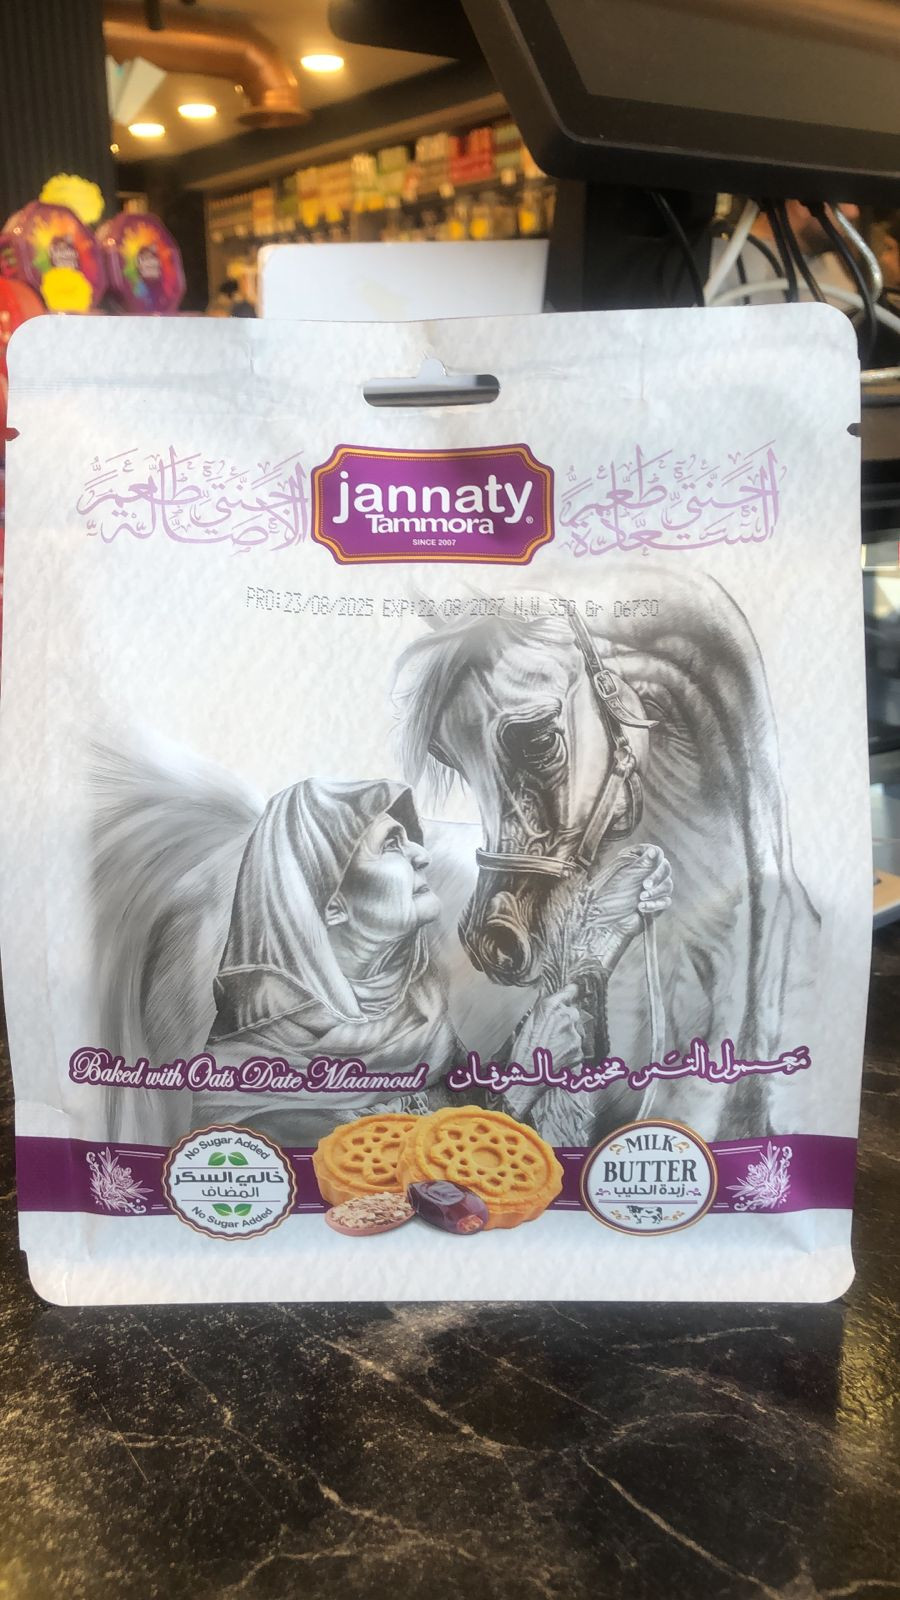 اجنتي طعم الأصالة
jannaty
Tammora®
SINCE 2007
اجنتي طعم السعادة
PRO:23/08/2025 EXP:22/08/2027 N.W 350 Gr 06730
Baked with Oats Date Maamoul
معمول التمر مخبوز بالشوفان
No Sugar Added
خالي السكر
المضاف
No Sugar Added
MILK
BUTTER
زبدة الحليب